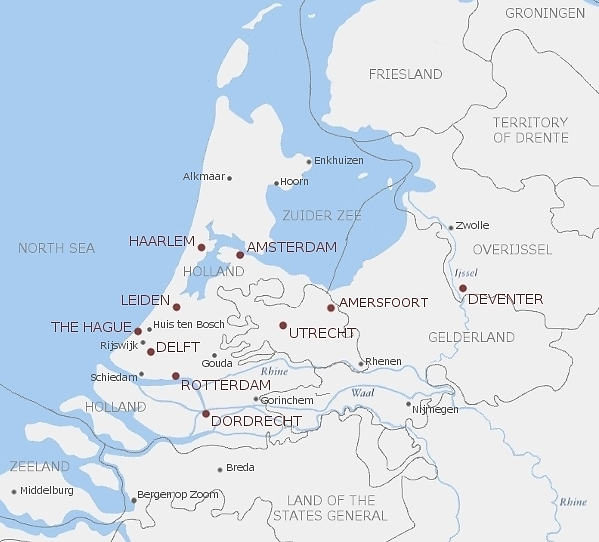 GRONINGEN
FRIESLAND
TERRITORY
OF DRENTE
Enkhuizen
Alkmaar
Hoorn
ZUIDER ZEE
Zwolle
NORTH SEA
HAARLEM
AMSTERDAM
OVERIJSSEL
HOLLAND
Ijssel
LEIDEN
AMERSFOORT
DEVENTER
THE HAGUE
Huis ten Bosch
UTRECHT
GELDERLAND
Rijswijk
DELFT
Gouda
Rhenen
Schiedam
Rhine
ROTTERDAM
Waal
HOLLAND
Gorinchem
Nijmegen
DORDRECHT
ZEELAND
Breda
Middelburg
Bergen op Zoom
LAND OF THE
STATES GENERAL
Rhine